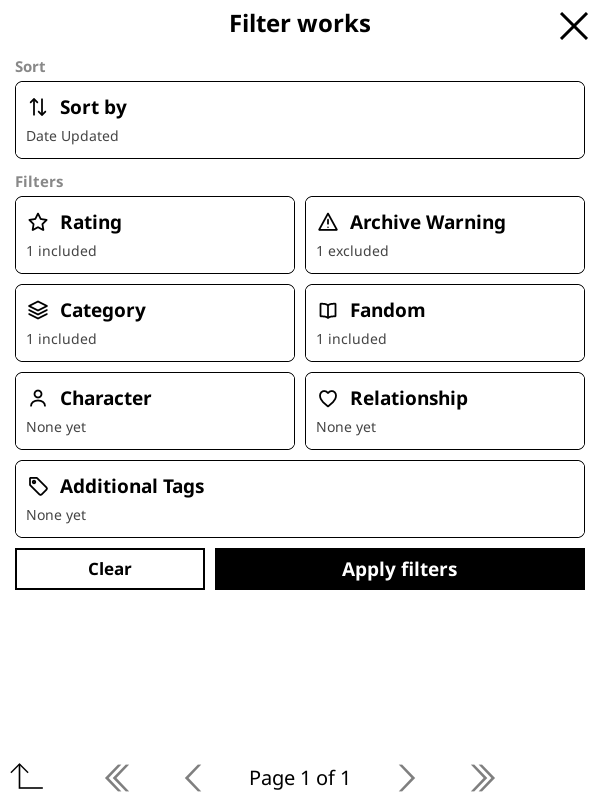 Filter works
Sort
Sort by
Date Updated
Filters
Rating
1 included
Archive Warning
1 excluded
Category
1 included
Fandom
1 included
Character
None yet
Relationship
None yet
Additional Tags
None yet
Clear
Apply filters
Page 1 of 1